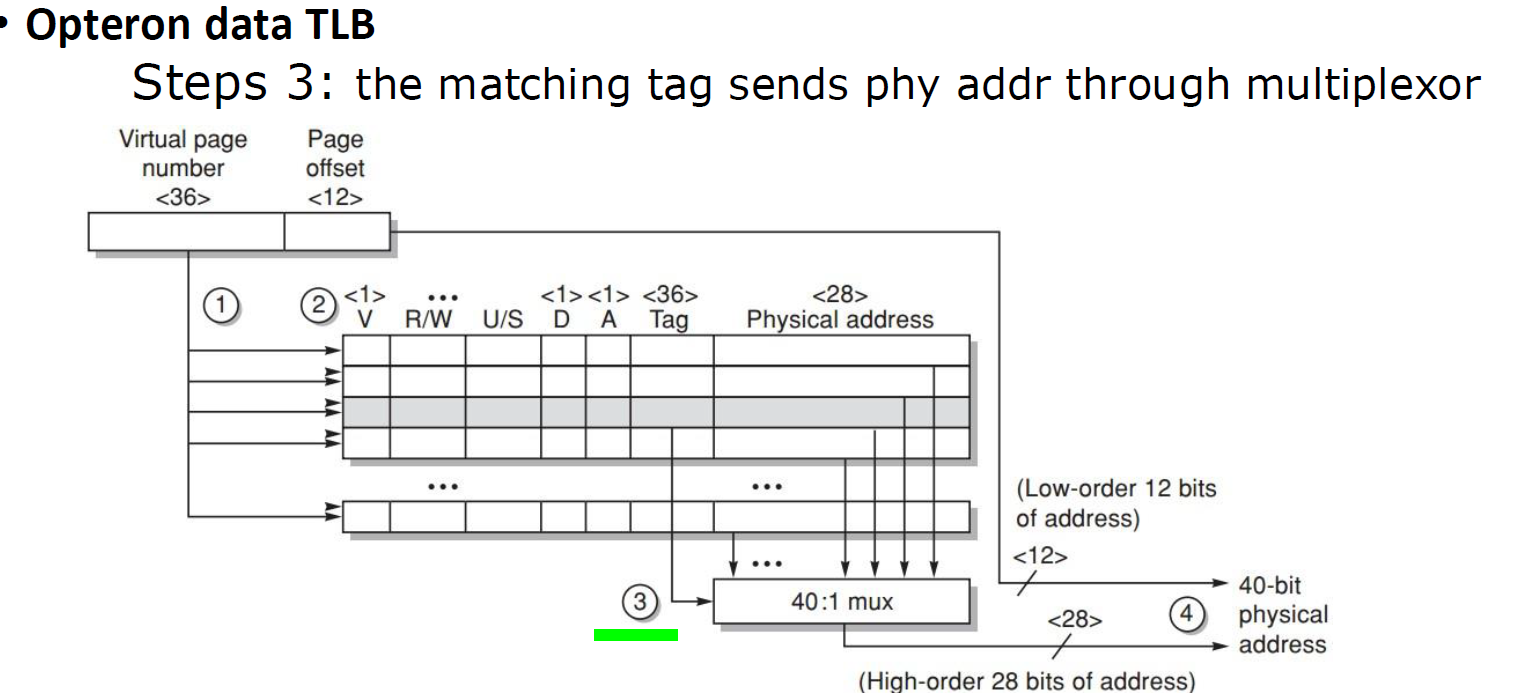 • Opteron data TLB
Steps 3: the matching tag sends phy addr through multiplexor
Virtual page
number
<36>
Page
offset
<12>
1
2
<1>
V
•••
R/W
U/S
<1>
D
<1>
A
<36>
Tag
<28>
Physical address
•••
•••
(Low-order 12 bits
of address)
<12>
•••
3
40:1 mux
40-bit
physical
address
4
<28>
(High-order 28 bits of address)